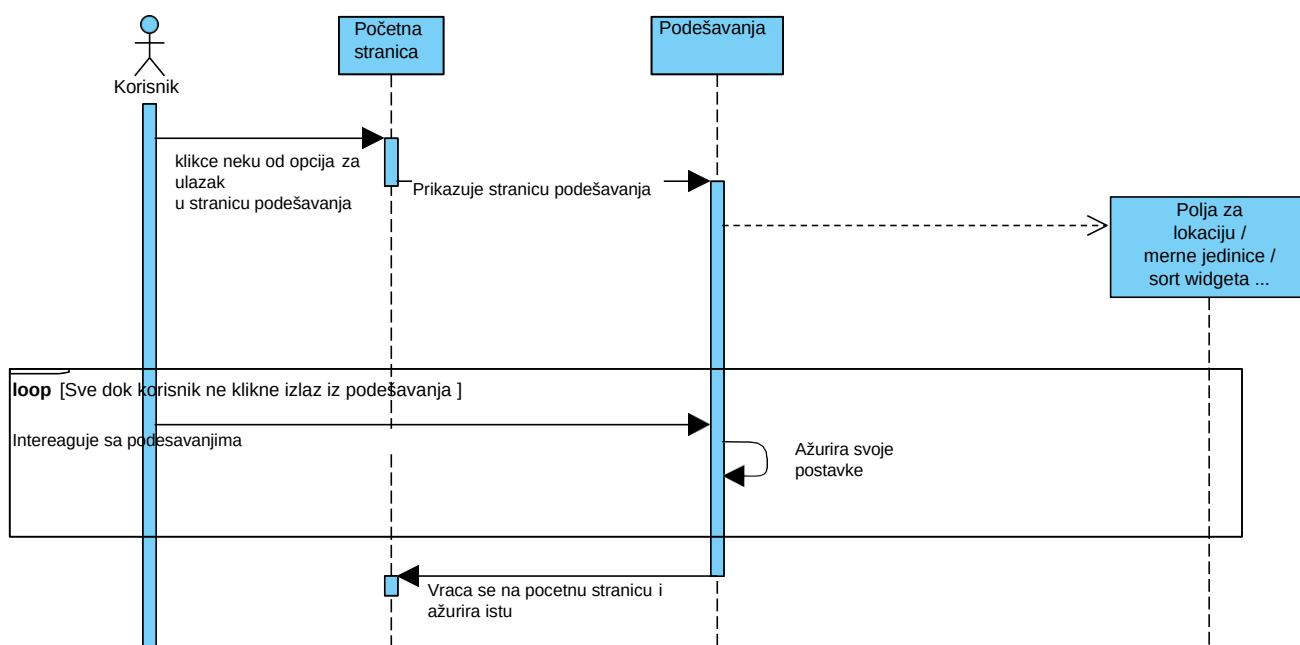 Početna
stranica
Podešavanja
Korisnik
klikce neku od opcija za
ulazak
u stranicu podešavanja
Prikazuje stranicu podešavanja
Polja za
lokaciju /
merne jedinice /
sort widgeta ...
loop [Sve dok korisnik ne klikne izlaz iz podešavanja ]
Intereaguje sa podesavanjima
Ažurira svoje
postavke
Vraca se na pocetnu stranicu i
ažurira istu